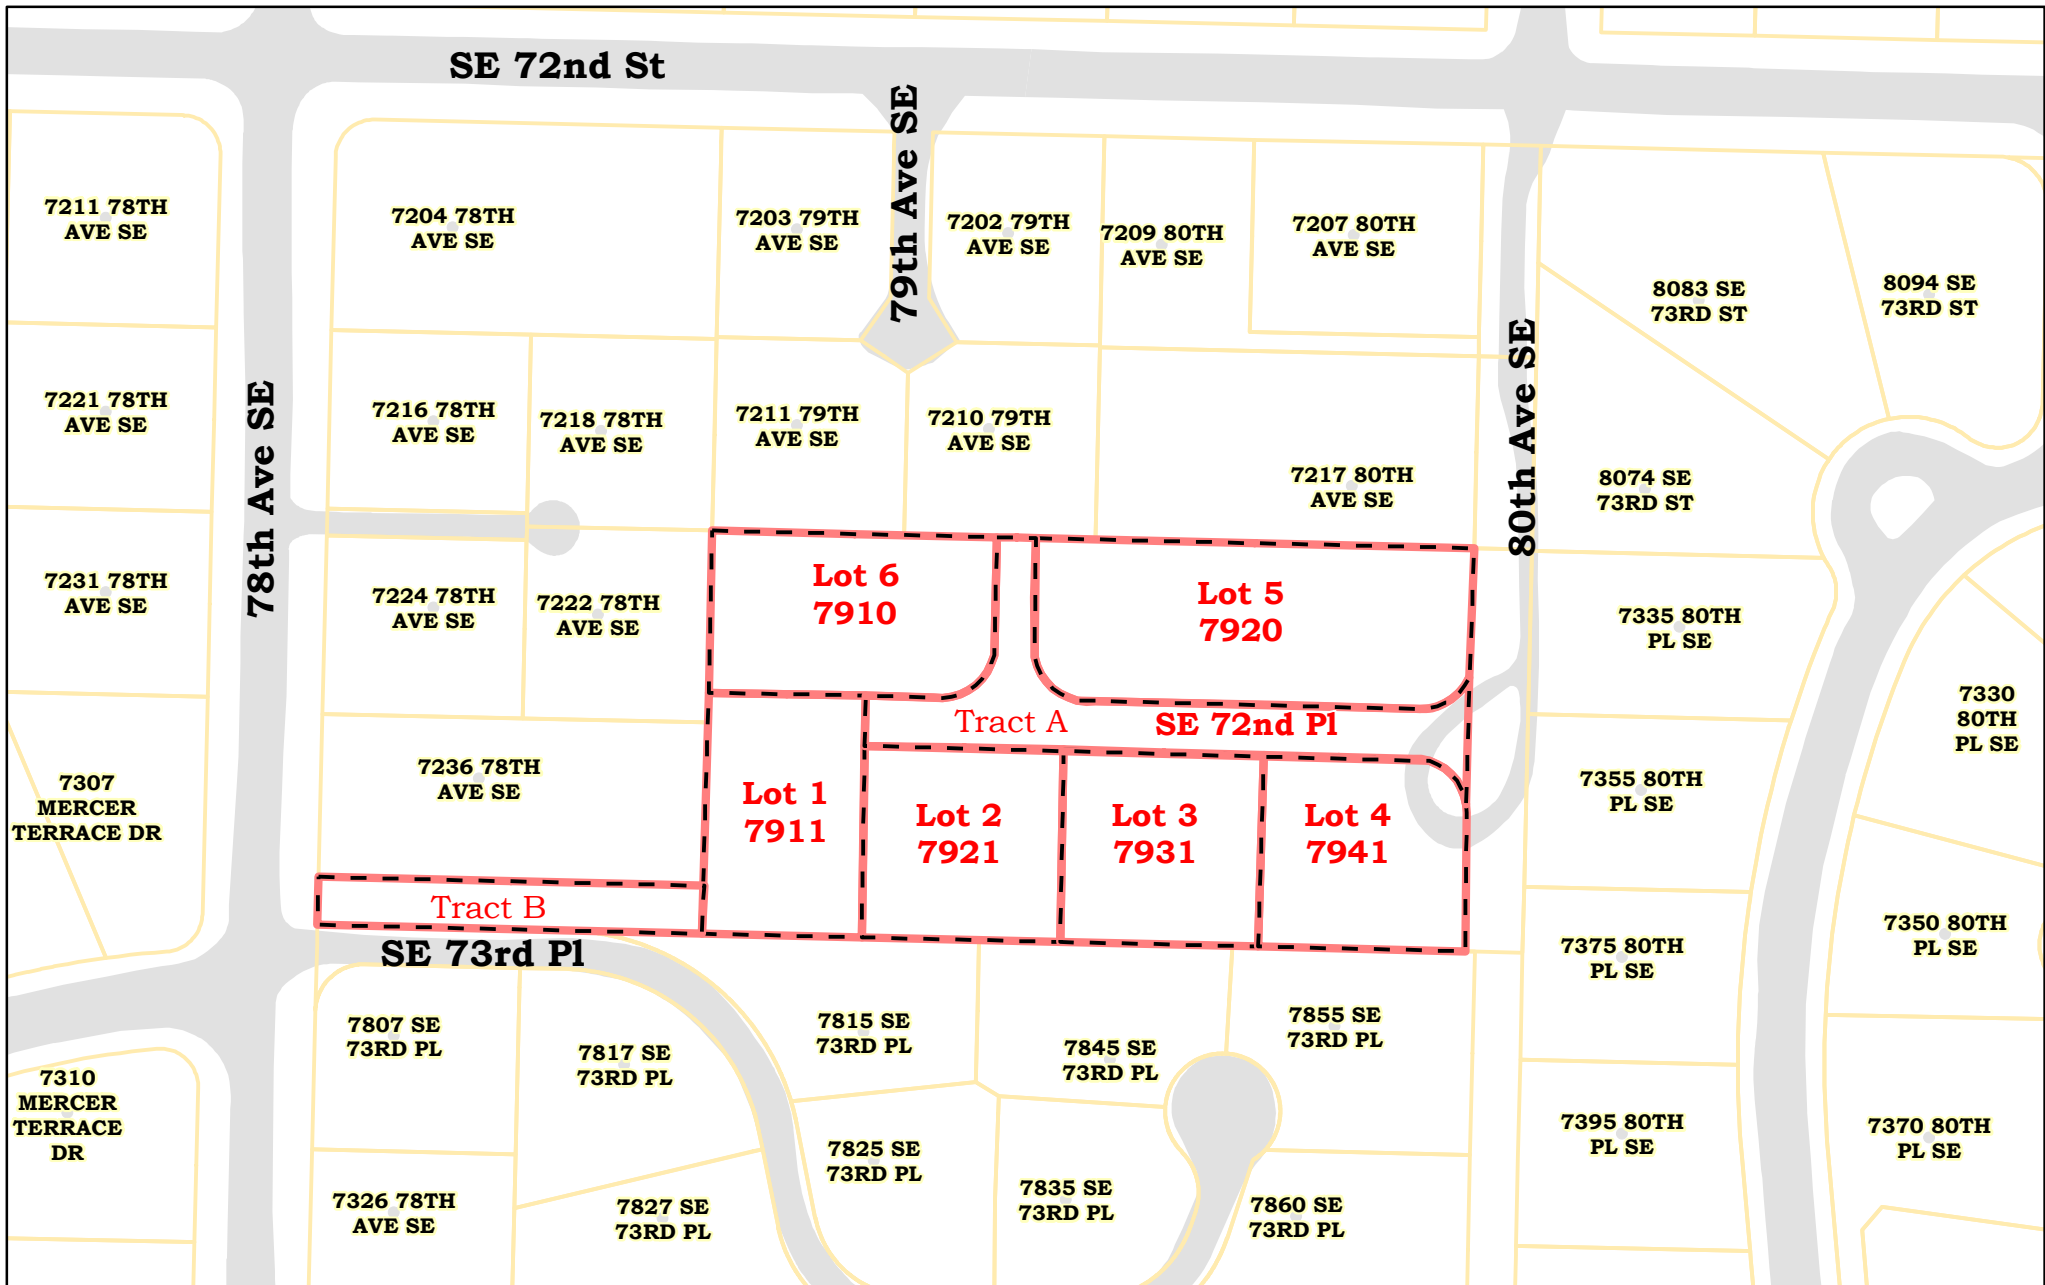 SE 72nd St
79th Ave SE
7211 78TH
AVE SE
7204 78TH
AVE SE
7203 79TH
AVE SE
7202 79TH
AVE SE
7209 80TH
AVE SE
7207 80TH
AVE SE
8083 SE
73RD ST
8094 SE
73RD ST
78th Ave SE
80th Ave SE
7221 78TH
AVE SE
7216 78TH
AVE SE
7218 78TH
AVE SE
7211 79TH
AVE SE
7210 79TH
AVE SE
7217 80TH
AVE SE
8074 SE
73RD ST
7231 78TH
AVE SE
7224 78TH
AVE SE
7222 78TH
AVE SE
Lot 6
7910
Lot 5
7920
7335 80TH
PL SE
7330
80TH
PL SE
Tract A
SE 72nd Pl
7307
MERCER
TERRACE DR
7236 78TH
AVE SE
Lot 1
7911
Lot 2
7921
Lot 3
7931
Lot 4
7941
7355 80TH
PL SE
Tract B
SE 73rd Pl
7375 80TH
PL SE
7350 80TH
PL SE
7807 SE
73RD PL
7817 SE
73RD PL
7815 SE
73RD PL
7845 SE
73RD PL
7855 SE
73RD PL
7310
MERCER
TERRACE
DR
7395 80TH
PL SE
7370 80TH
PL SE
7326 78TH
AVE SE
7827 SE
73RD PL
7825 SE
73RD PL
7835 SE
73RD PL
7860 SE
73RD PL